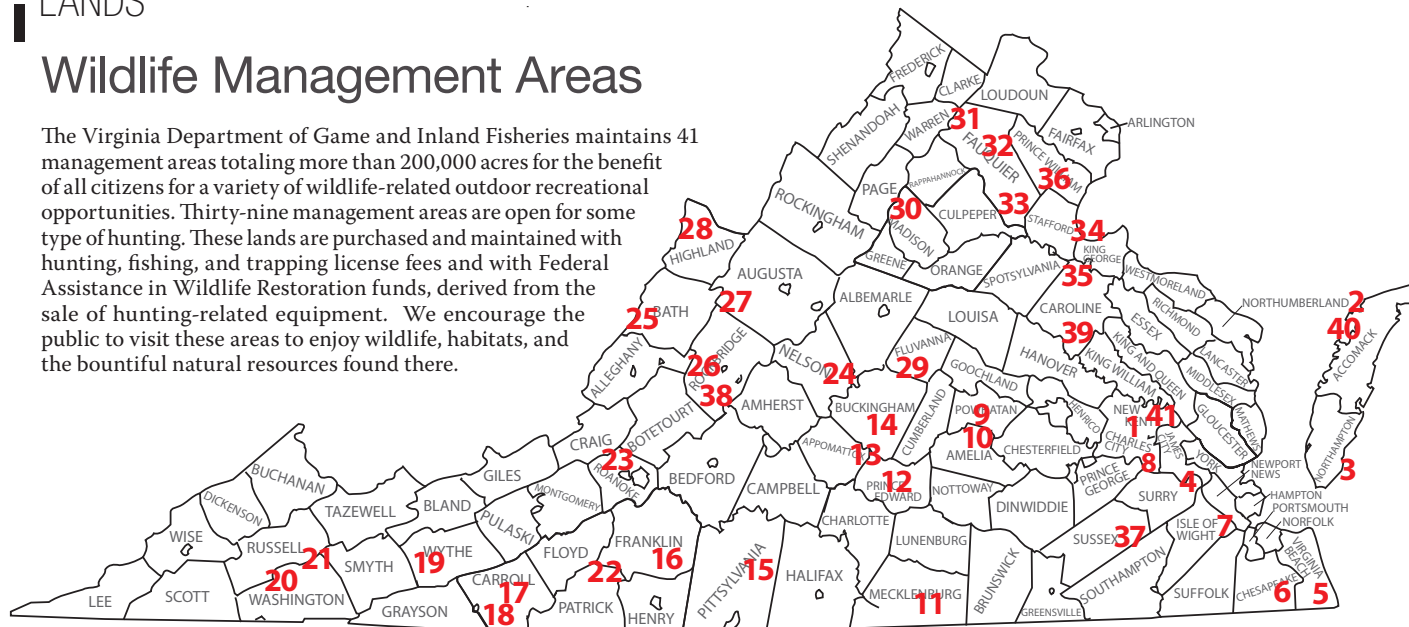 LANDS
Wildlife Management Areas
The Virginia Department of Game and Inland Fisheries maintains 41
management areas totaling more than 200,000 acres for the benefit
of all citizens for a variety of wildlife-related outdoor recreational
opportunities. Thirty-nine management areas are open for some
type of hunting. These lands are purchased and maintained with
hunting, fishing, and trapping license fees and with Federal
Assistance in Wildlife Restoration funds, derived from the
sale of hunting-related equipment. We encourage the
public to visit these areas to enjoy wildlife, habitats, and
the bountiful natural resources found there.
FREDERICK
CLARKE
LOUDOUN
SHENANDOAH
WARREN
31
FAIRFAX
ARLINGTON
32
FAUQUIER
PRINCE WILLIAM
36
PAGE
RAPPAHANNOCK
30
MADISON
CULPEPER
33
STAFFORD
34
ROCKINGHAM
28
HIGHLAND
GREENE
ORANGE
SPOTSYLVANIA
35
KING
GEORGE
WESTMORELAND
AUGUSTA
27
ALBEMARLE
LOUISA
CAROLINE
39
ESSEX
RICHMOND
NORTHUMBERLAND
2
40
ACCOMACK
BATH
25
ALLEGHANY
26
ROCKBRIDGE
38
NELSON
24
FLUVANNA
29
GOOCHLAND
HANOVER
KING WILLIAM
KING AND QUEEN
MIDDLESEX
LANCASTER
AMHERST
BUCKINGHAM
14
CUMBERLAND
POWHATAN
9
10
AMELIA
HENRICO
NEW
KENT
1
41
CHARLES
CITY
8
JAMES
CITY
GLOUCESTER
MATHEWS
NORTHAMPTON
3
CRAIG
23
BOTETOURT
ROANOKE
BEDFORD
APPOMATTOX
13
PRINCE
EDWARD
12
NOTTOWAY
CHESTERFIELD
PRINCE
GEORGE
SURRY
4
YORK
NEWPORT
NEWS
HAMPTON
PORTSMOUTH
NORFOLK
BUCHANAN
DICKENSON
WISE
TAZEWELL
BLAND
GILES
MONTGOMERY
PULASKI
CAMPBELL
CHARLOTTE
LUNENBURG
DINWIDDIE
SUSSEX
37
ISLE OF
WIGHT
7
RUSSELL
21
20
SMYTH
WYTHE
19
FLOYD
22
FRANKLIN
16
PITTSYLVANIA
15
HALIFAX
MECKLENBURG
11
BRUNSWICK
GREENSVILLE
SOUTHAMPTON
SUFFOLK
CHESAPEAKE
6
VIRGINIA
BEACH
5
LEE
SCOTT
WASHINGTON
GRAYSON
CARROLL
17
18
PATRICK
HENRY